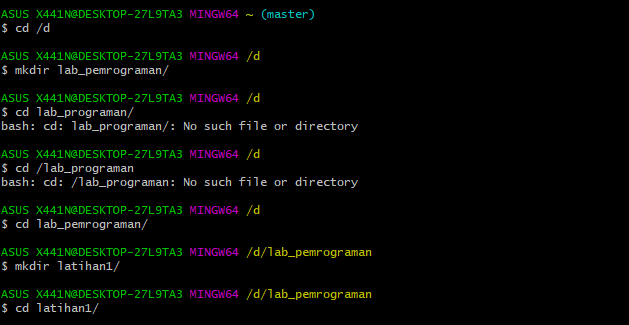 ASUS X441N@DESKTOP-27L9TA3 MINGW64 ~ (master)
$ cd /d
ASUS X441N@DESKTOP-27L9TA3 MINGW64 /d
$ mkdir lab_pemrograman/
ASUS X441N@DESKTOP-27L9TA3 MINGW64 /d
$ cd lab_programan/
bash: cd: lab_programan/: No such file or directory
ASUS X441N@DESKTOP-27L9TA3 MINGW64 /d
$ cd /lab_programan
bash: cd: /lab_programan: No such file or directory
ASUS X441N@DESKTOP-27L9TA3 MINGW64 /d
$ cd lab_pemrograman/
ASUS X441N@DESKTOP-27L9TA3 MINGW64 /d/lab_pemrograman
$ mkdir latihan1/
ASUS X441N@DESKTOP-27L9TA3 MINGW64 /d/lab_pemrograman
$ cd latihan1/